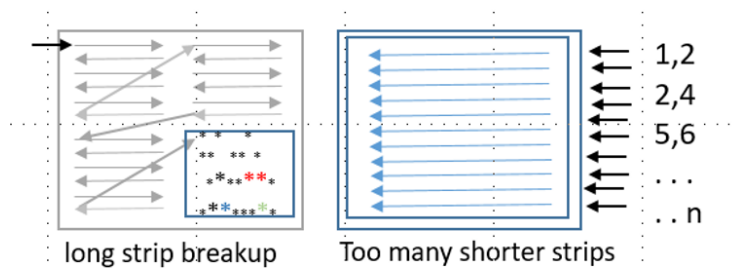 1,2
2,4
5,6
. . .
. . n
* * *
** ** *
****** *
*** **** * *
long strip breakup
Too many shorter strips